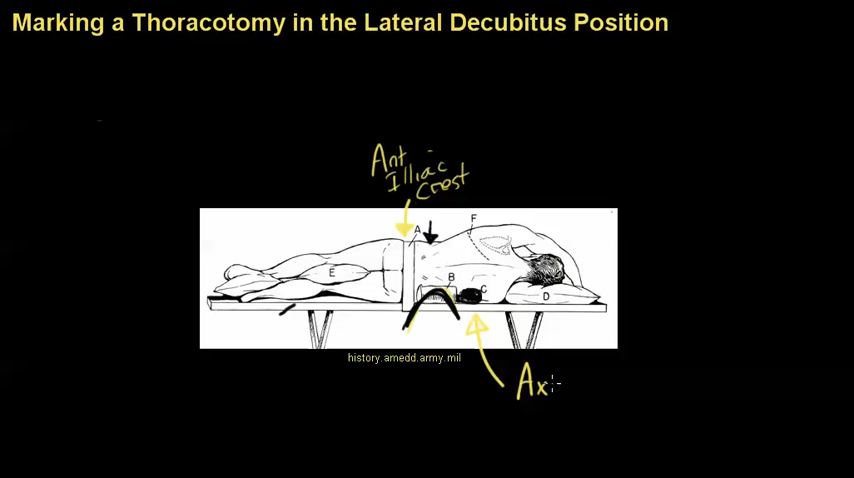 Marking a Thoracotomy in the Lateral Decubitus Position
Ant
Illiac
Crest
F
A
E
B
C
D
history.amedd.army.mil
Ax